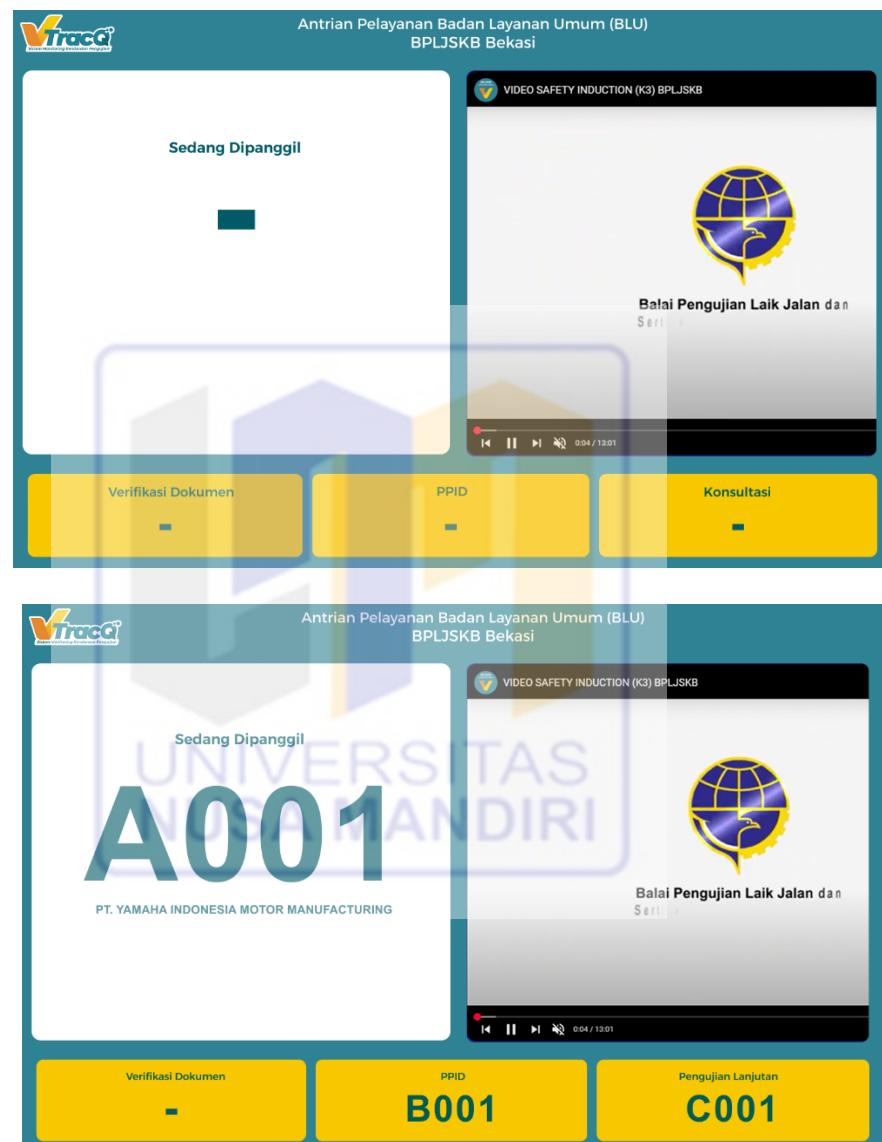 VTracQ
Antrian Pelayanan Badan Layanan Umum (BLU)
BPLJSKB Bekasi
Sedang Dipanggil
-
VIDEO SAFETY INDUCTION (K3) BPLJSKB
Balai Pengujian Laik Jalan dan
Serti
0:04 / 13:01
Verifikasi Dokumen
-
PPID
-
Konsultasi
-
VTracQ
Antrian Pelayanan Badan Layanan Umum (BLU)
BPLJSKB Bekasi
Sedang Dipanggil
A001
PT. YAMAHA INDONESIA MOTOR MANUFACTURING
VIDEO SAFETY INDUCTION (K3) BPLJSKB
Balai Pengujian Laik Jalan dan
Serti
0:04 / 13:01
Verifikasi Dokumen
-
PPID
B001
Pengujian Lanjutan
C001
UNIVERSITAS
NUSA MANDIRI